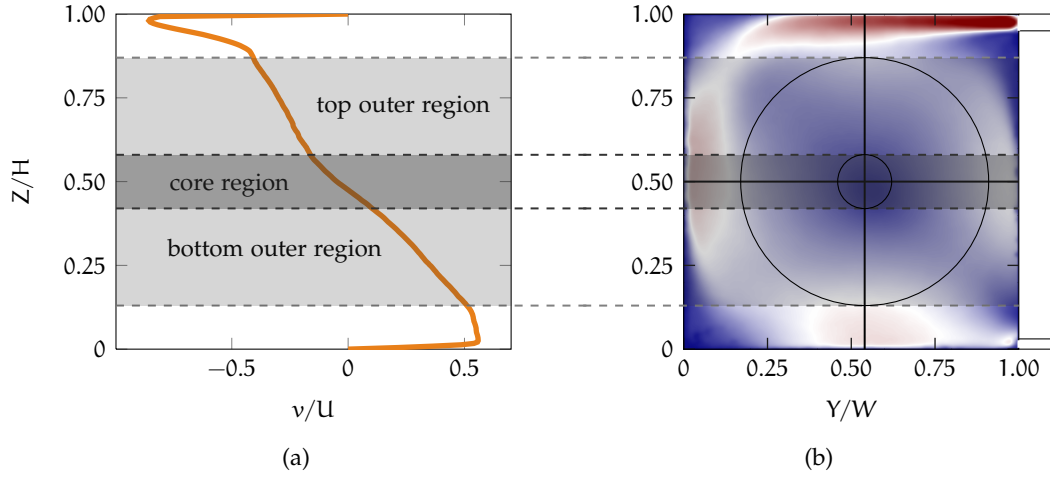 1.00
0.75
0.50
0.25
0
Z/H
top outer region
core region
bottom outer region
−0.5 0 0.5
v/U
(a)
1.00
0.75
0.50
0.25
0
0 0.25 0.50 0.75 1.00
Y/W
(b)